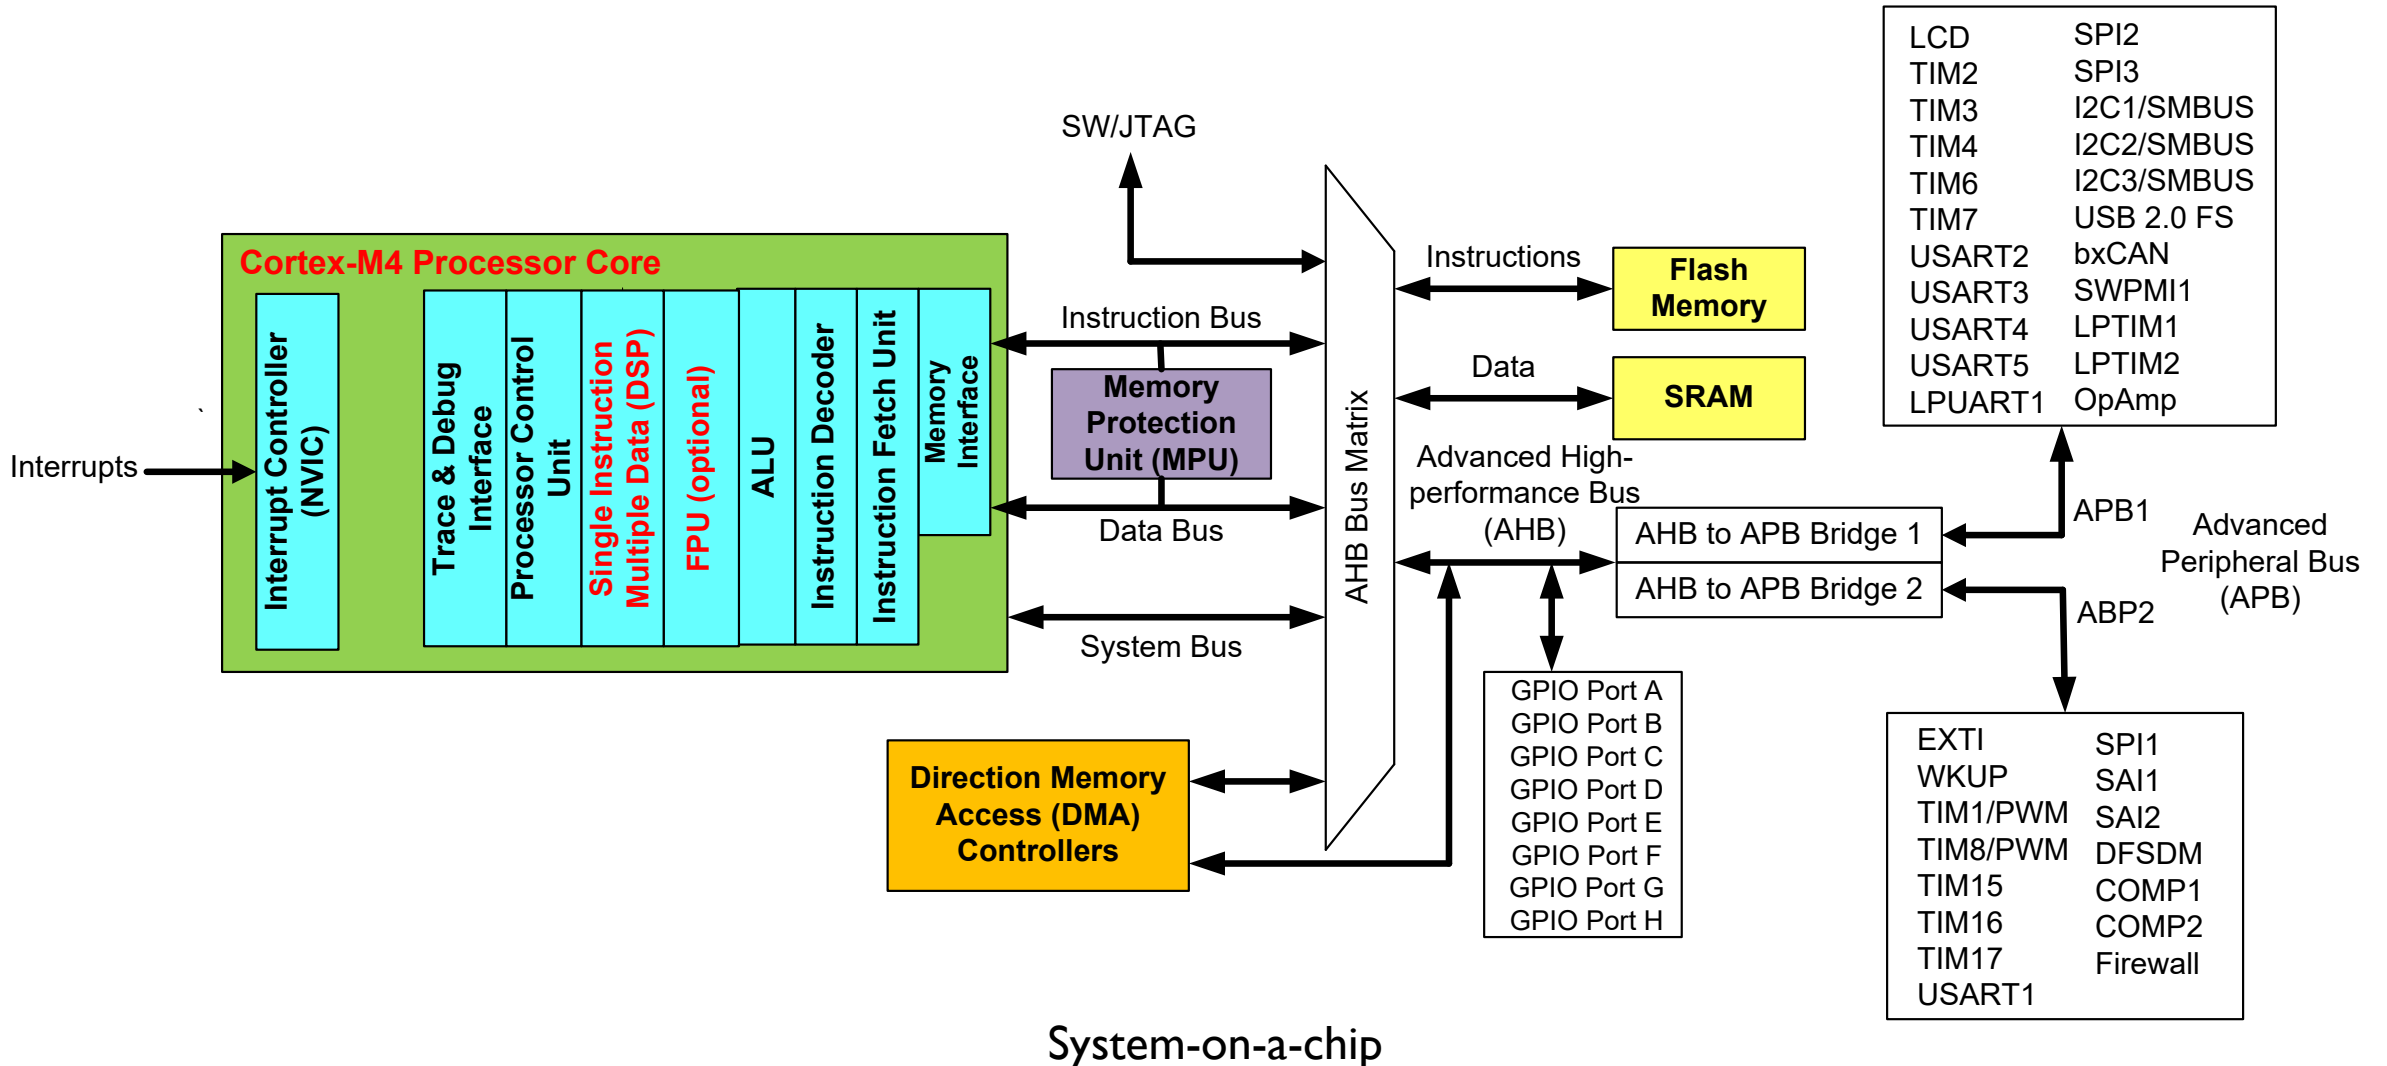 Cortex-M4 Processor Core
Interrupts
`
Interrupt Controller
(NVIC)
Trace & Debug
Interface
Processor Control
Unit
Single Instruction
Multiple Data (DSP)
FPU (optional)
ALU
Instruction Decoder
Instruction Fetch Unit
Memory
Interface
SW/JTAG
Instruction Bus
Memory
Protection
Unit (MPU)
Data Bus
System Bus
Direction Memory
Access (DMA)
Controllers
AHB Bus Matrix
Instructions
Flash
Memory
Data
SRAM
Advanced High-
performance Bus
(AHB)
AHB to APB Bridge 1
AHB to APB Bridge 2
GPIO Port A
GPIO Port B
GPIO Port C
GPIO Port D
GPIO Port E
GPIO Port F
GPIO Port G
GPIO Port H
LCD
TIM2
TIM3
TIM4
TIM6
TIM7
USART2
USART3
USART4
USART5
LPUART1
SPI2
SPI3
I2C1/SMBUS
I2C2/SMBUS
I2C3/SMBUS
USB 2.0 FS
bxCAN
SWPMI1
LPTIM1
LPTIM2
OpAmp
APB1
Advanced
Peripheral Bus
(APB)
ABP2
EXTI
WKUP
TIM1/PWM
TIM8/PWM
TIM15
TIM16
TIM17
USART1
SPI1
SAI1
SAI2
DFSDM
COMP1
COMP2
Firewall
System-on-a-chip